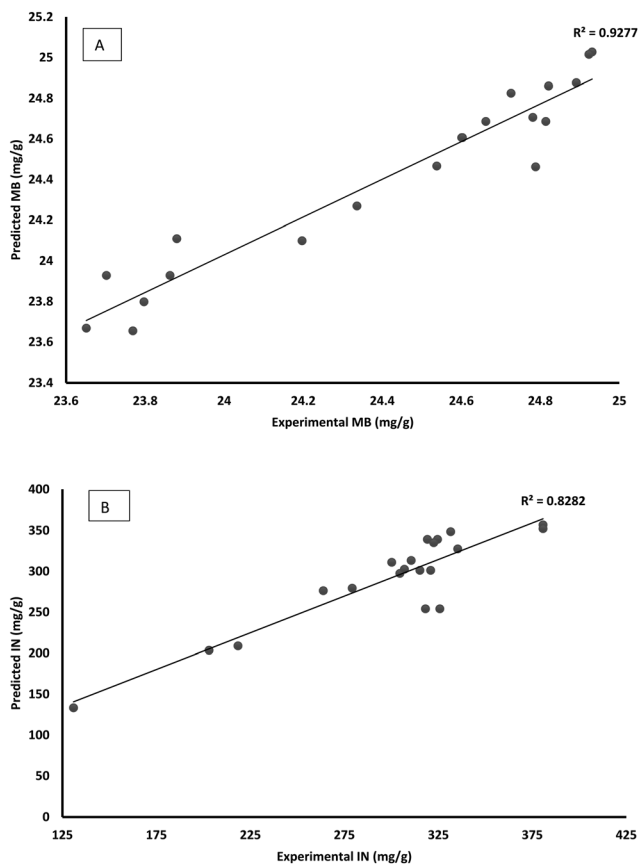 A
R² = 0.9277
25.2
25
24.8
24.6
24.4
24.2
24
23.8
23.6
23.4
Predicted MB (mg/g)
23.6 23.8 24 24.2 24.4 24.6 24.8 25
Experimental MB (mg/g)
B
R² = 0.8282
400
350
300
250
200
150
100
50
0
Predicted IN (mg/g)
125 175 225 275 325 375 425
Experimental IN (mg/g)